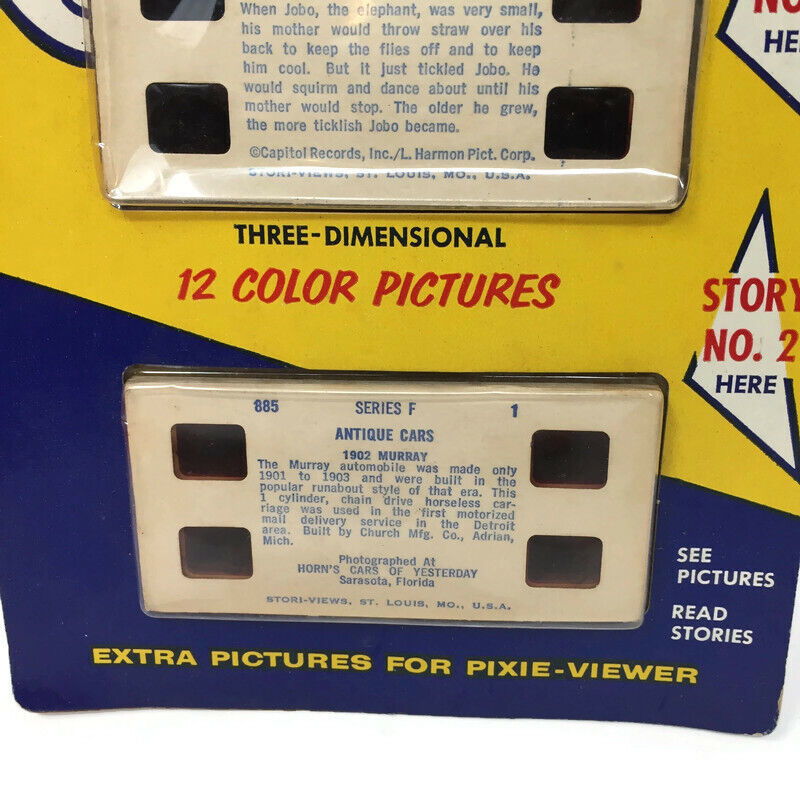 NO.
HE
When Jobo, the elephant, was very small,
his mother would throw straw over his
back to keep the flies off and to keep
him cool. But it just tickled Jobo. He
would squirm and dance about until his
mother would stop. The older he grew,
the more ticklish Jobo became.
©Capitol Records, Inc./L. Harmon Pict. Corp.
STORI-VIEWS, ST. LOUIS, MO., U.S.A.
THREE-DIMENSIONAL
12 COLOR PICTURES
STORY
NO. 2
HERE
885 SERIES F 1
ANTIQUE CARS
1902 MURRAY
The Murray automobile was made only
1901 to 1903 and were built in the
popular runabout style of that era. This
1 cylinder, chain drive horseless car-
riage was used in the first motorized
mail delivery service in the Detroit
area. Built by Church Mfg. Co., Adrian,
Mich.
Photographed At
HORN'S CARS OF YESTERDAY
Sarasota, Florida
STORI-VIEWS, ST. LOUIS, MO., U.S.A.
SEE
PICTURES
READ
STORIES
EXTRA PICTURES FOR PIXIE-VIEWER